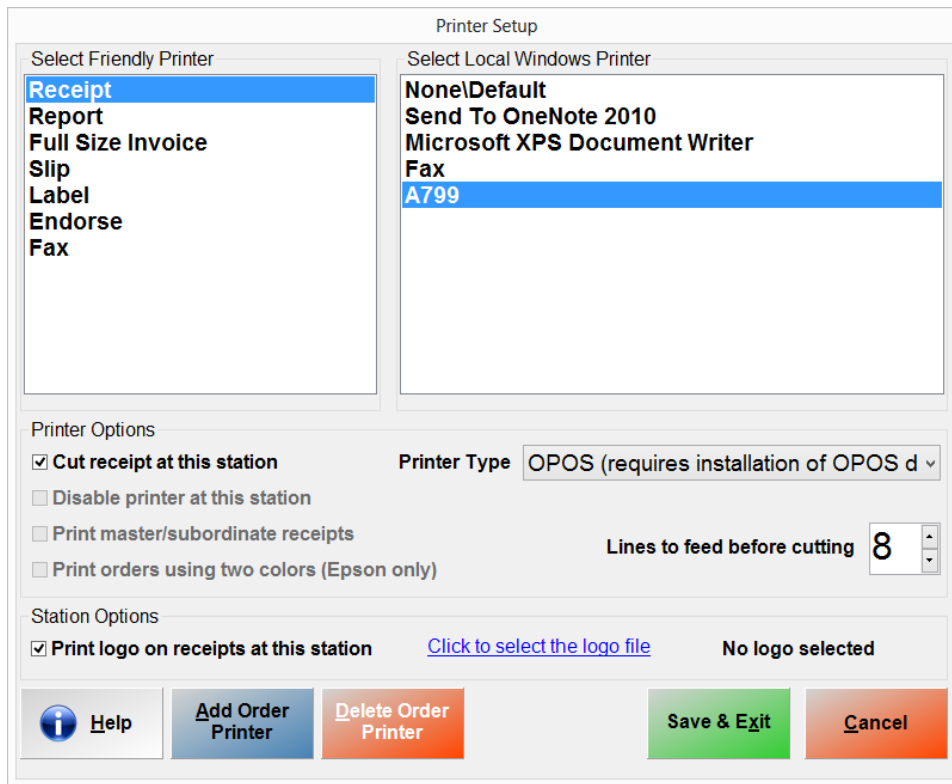 Printer Setup
Select Friendly Printer
Receipt
Report
Full Size Invoice
Slip
Label
Endorse
Fax
Select Local Windows Printer
None\Default
Send To OneNote 2010
Microsoft XPS Document Writer
Fax
A799
Printer Options
Cut receipt at this station
Disable printer at this station
Print master/subordinate receipts
Print orders using two colors (Epson only)
Printer Type
OPOS (requires installation of OPOS d
Lines to feed before cutting
8
Station Options
Print logo on receipts at this station
Click to select the logo file
No logo selected
Help
Add Order
Printer
Delete Order
Printer
Save & Exit
Cancel